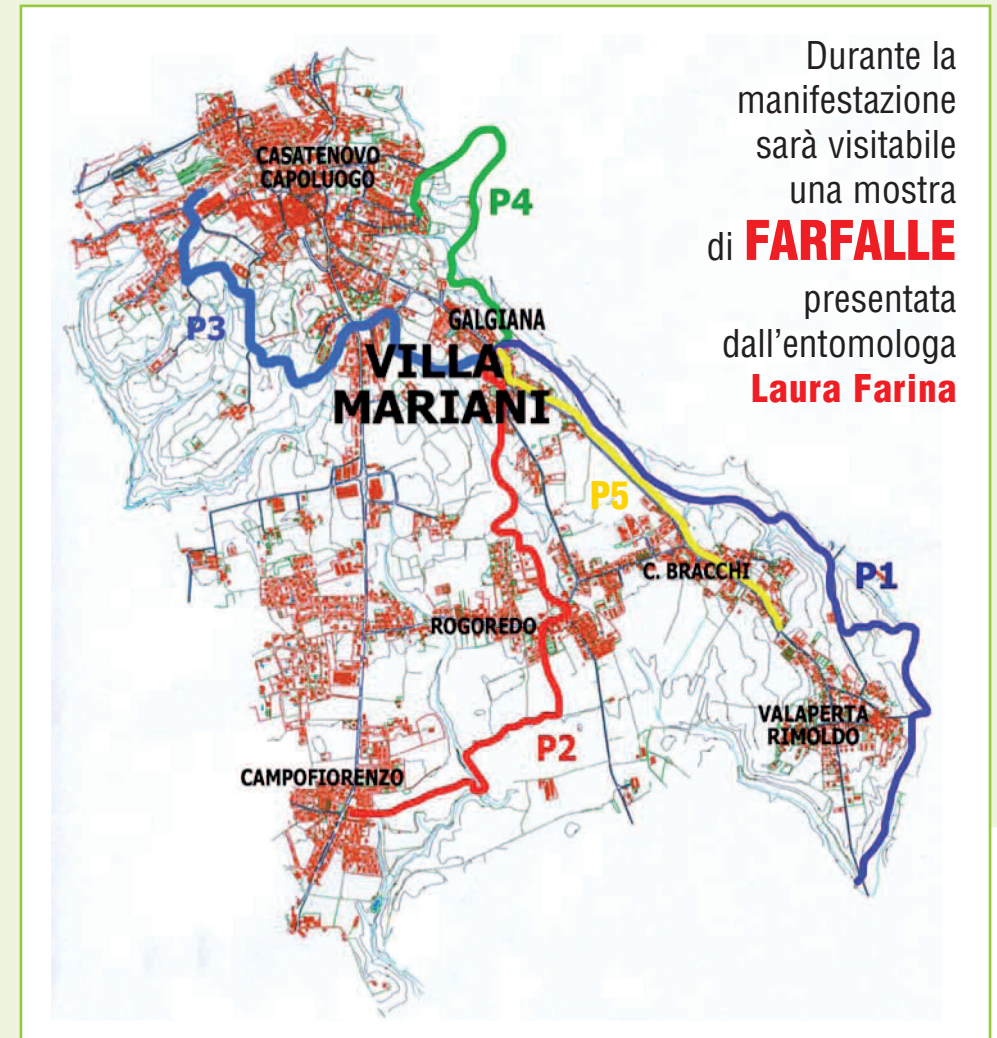 Durante la
manifestazione
sarà visitabile
una mostra
di FARFALLE
presentata
dall'entomologa
Laura Farina
CASATENOVO
CAPOLUOGO
P4
P3
GALGIANA
VILLA
MARIANI
P5
C. BRACCHI
P1
ROGOREDO
VALAPERTA
RIMOLDO
P2
CAMPOFIORENZO